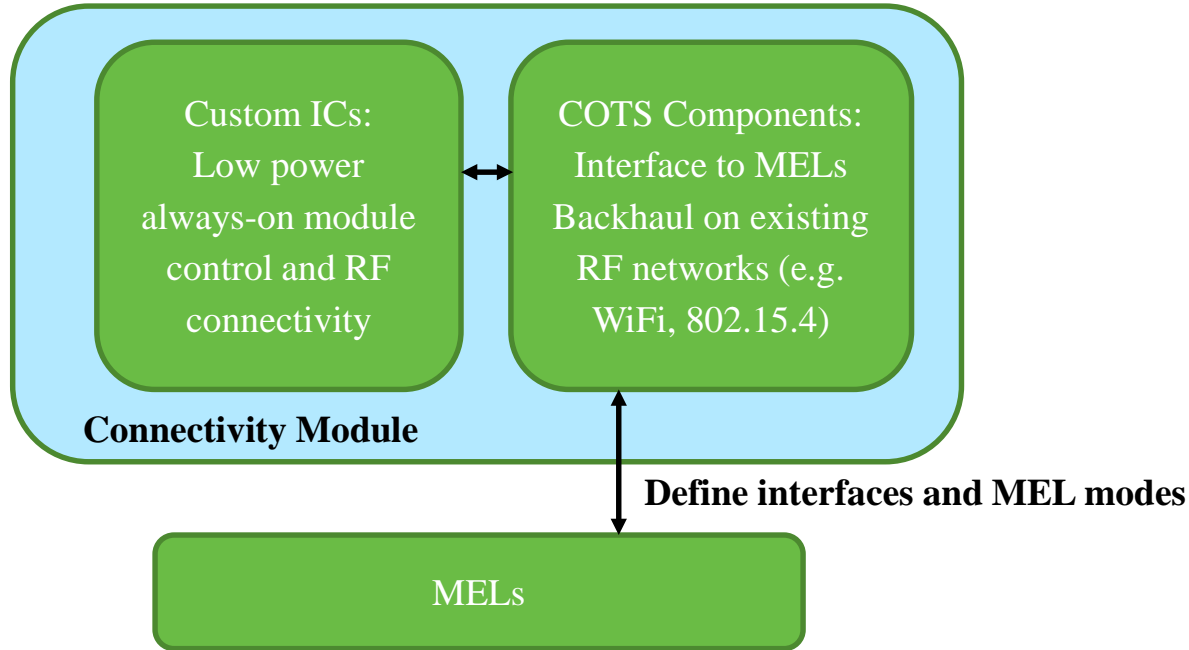 Custom ICs:
Low power
always-on module
control and RF
connectivity
COTS Components:
Interface to MELs
Backhaul on existing
RF networks (e.g.
WiFi, 802.15.4)
Connectivity Module
Define interfaces and MEL modes
MELs